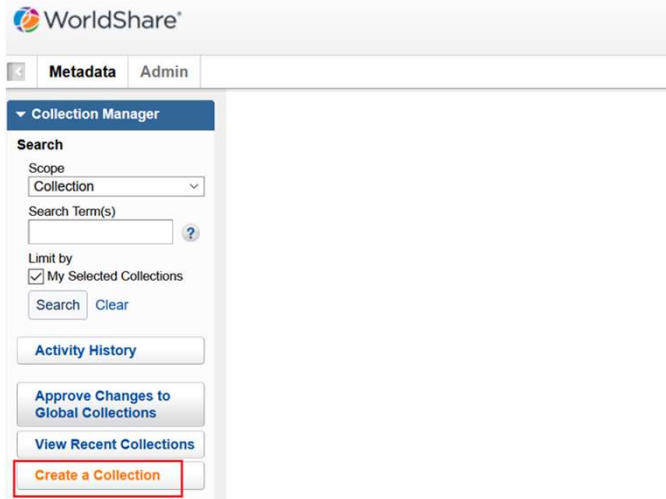 WorldShare®
Metadata Admin
Collection Manager
Search
Scope
Collection
Search Term(s)
?
Limit by
My Selected Collections
Search Clear
Activity History
Approve Changes to
Global Collections
View Recent Collections
Create a Collection